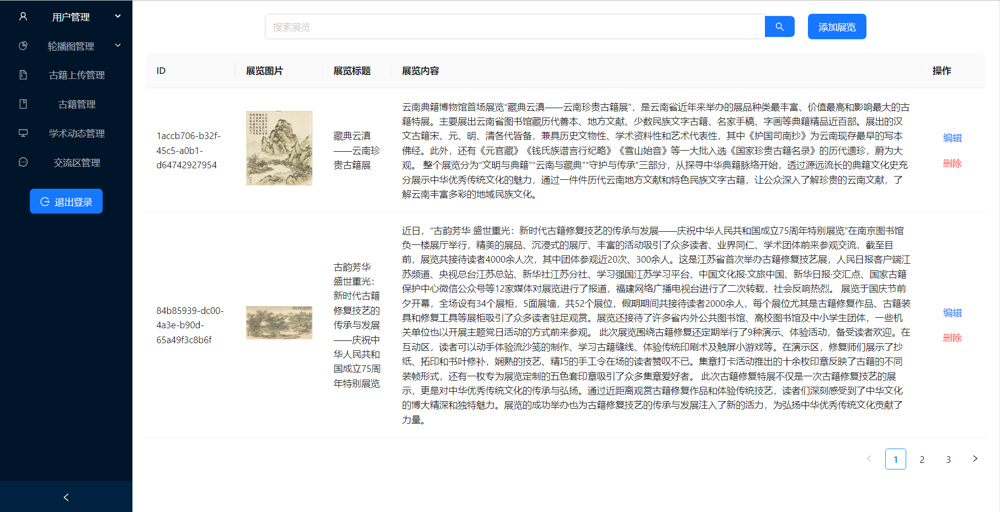 用户管理
轮播图管理
古籍上传管理
古籍管理
学术动态管理
交流区管理
退出登录
搜索展览
添加展览
ID
展览图片
展览标题
展览内容
操作
1accb706-b32f-
45c5-a0b1-
d64742927954
藏典云滇
——云南珍
贵古籍展
云南典籍博物馆首场展览“藏典云滇——云南珍贵古籍展”，是云南省近年来举办的展品种类最丰富、价值最高和影响最大的古
籍特展。主要展出云南省图书馆藏历代善本、地方文献、少数民族文字古籍、名家手稿、字画等典籍精品近百部。展出的汉
文古籍宋、元、明、清各代皆备，兼具历史文物性、学术资料性和艺术代表性，其中《护国司南抄》为云南现存最早的写本
佛经。此外，还有《元官藏》《钱氏族谱言行纪略》《雪山始音》等一大批入选《国家珍贵古籍名录》的历代遗珍，蔚为大
观。 整个展览分为“文明与典籍”“云南与藏典”“守护与传承”三部分，从探寻中华典籍脉络开始，透过源远流长的典籍文化史充
分展示中华优秀传统文化的魅力，通过一件件历代云南地方文献和特色民族文字古籍，让公众深入了解珍贵的云南文献，了
解云南丰富多彩的地域民族文化。
编辑
删除
84b85939-dc00-
4a3e-b90d-
65a49f3c8b6f
古韵芳华
盛世重光：
新时代古籍
修复技艺的
传承与发展
——庆祝中
华人民共和
国成立75周
年特别展览
近日，“古韵芳华 盛世重光：新时代古籍修复技艺的传承与发展——庆祝中华人民共和国成立75周年特别展览”在南京图书馆
负一楼展厅举行，精美的展品、沉浸式的展厅、丰富的活动吸引了众多读者、业界同仁、学术团体前来参观交流，截至目
前，展览共接待读者4000余人次，其中团体参观近20次、300余人。这是江苏省首次举办古籍修复技艺展，人民日报客户端江
苏频道、央视总台江苏总站、新华社江苏分社、学习强国江苏学习平台、中国文化报·文旅中国、新华日报·交汇点、国家古籍
保护中心微信公众号等12家媒体对展览进行了报道，福建网络广播电视台进行了二次转载，社会反响热烈。 展览于国庆节前
夕开幕，全场设有34个展柜，5面展墙，共52个展位，假期期间共接待读者2000余人，每个展位尤其是古籍修复作品、古籍装
具和修复工具等展柜吸引了众多读者驻足观赏。展览还接待了许多省内外公共图书馆、高校图书馆及中小学生团体，一些机
关单位也以开展主题党日活动的方式前来参观。 此次展览围绕古籍修复还定期举行了9种演示、体验活动，备受读者欢迎。在
互动区，读者可以动手体验流沙笺的制作、学习古籍缝线、体验传统印刷术及触屏小游戏等。在演示区，修复师们展示了抄
纸、拓印和书叶修补，娴熟的技艺、精巧的手工令在场的读者赞叹不已。集章打卡活动推出的十余枚印章反映了古籍的不同
装帧形式，还有一枚专为展览定制的五色套印章吸引了众多集章爱好者。 此次古籍修复特展不仅是一次古籍修复技艺的展
示，更是对中华优秀传统文化的传承与弘扬。通过近距离观赏古籍修复作品和体验传统技艺，读者们深刻感受到了中华文化
的博大精深和独特魅力。展览的成功举办也为古籍修复技艺的传承与发展注入了新的活力，为弘扬中华优秀传统文化贡献了
力量。
编辑
删除
1 2 3